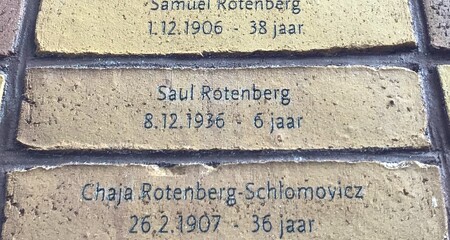 Samuel Rotenberg
1.12.1906 - 38 jaar
Saul Rotenberg
8.12.1936 - 6 jaar
Chaja Rotenberg-Schlomovicz
26.2.1907 - 36 jaar